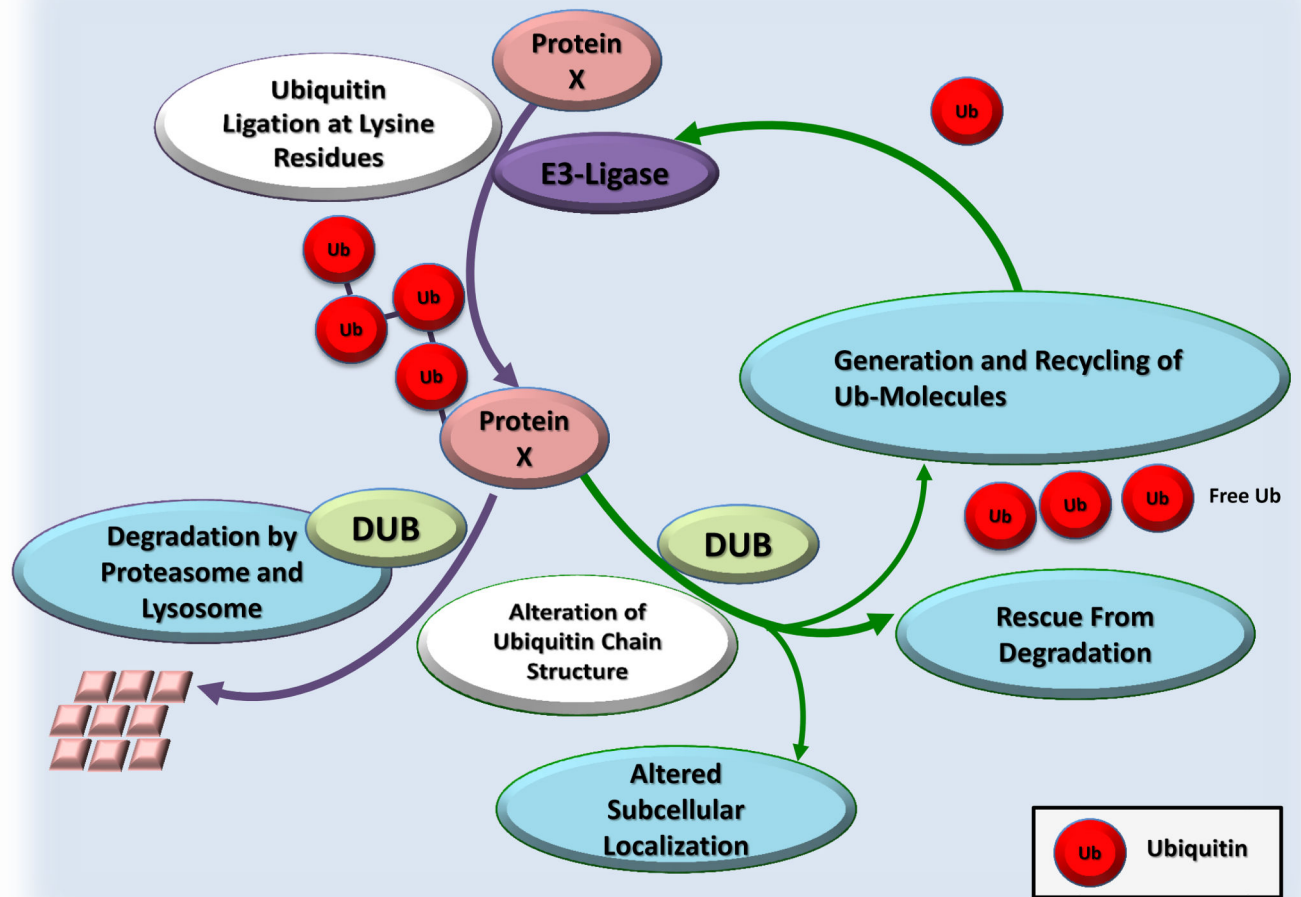 Protein
X
Ubiquitin
Ligation at Lysine
Residues
Ub
E3-Ligase
Ub
Ub
Ub
Ub
Generation and Recycling of
Ub-Molecules
Protein
X
Ub
Ub
Ub
Free Ub
Degradation by
Proteasome and
Lysosome
DUB
DUB
Alteration of
Ubiquitin Chain
Structure
Rescue From
Degradation
Altered
Subcellular
Localization
Ub
Ubiquitin